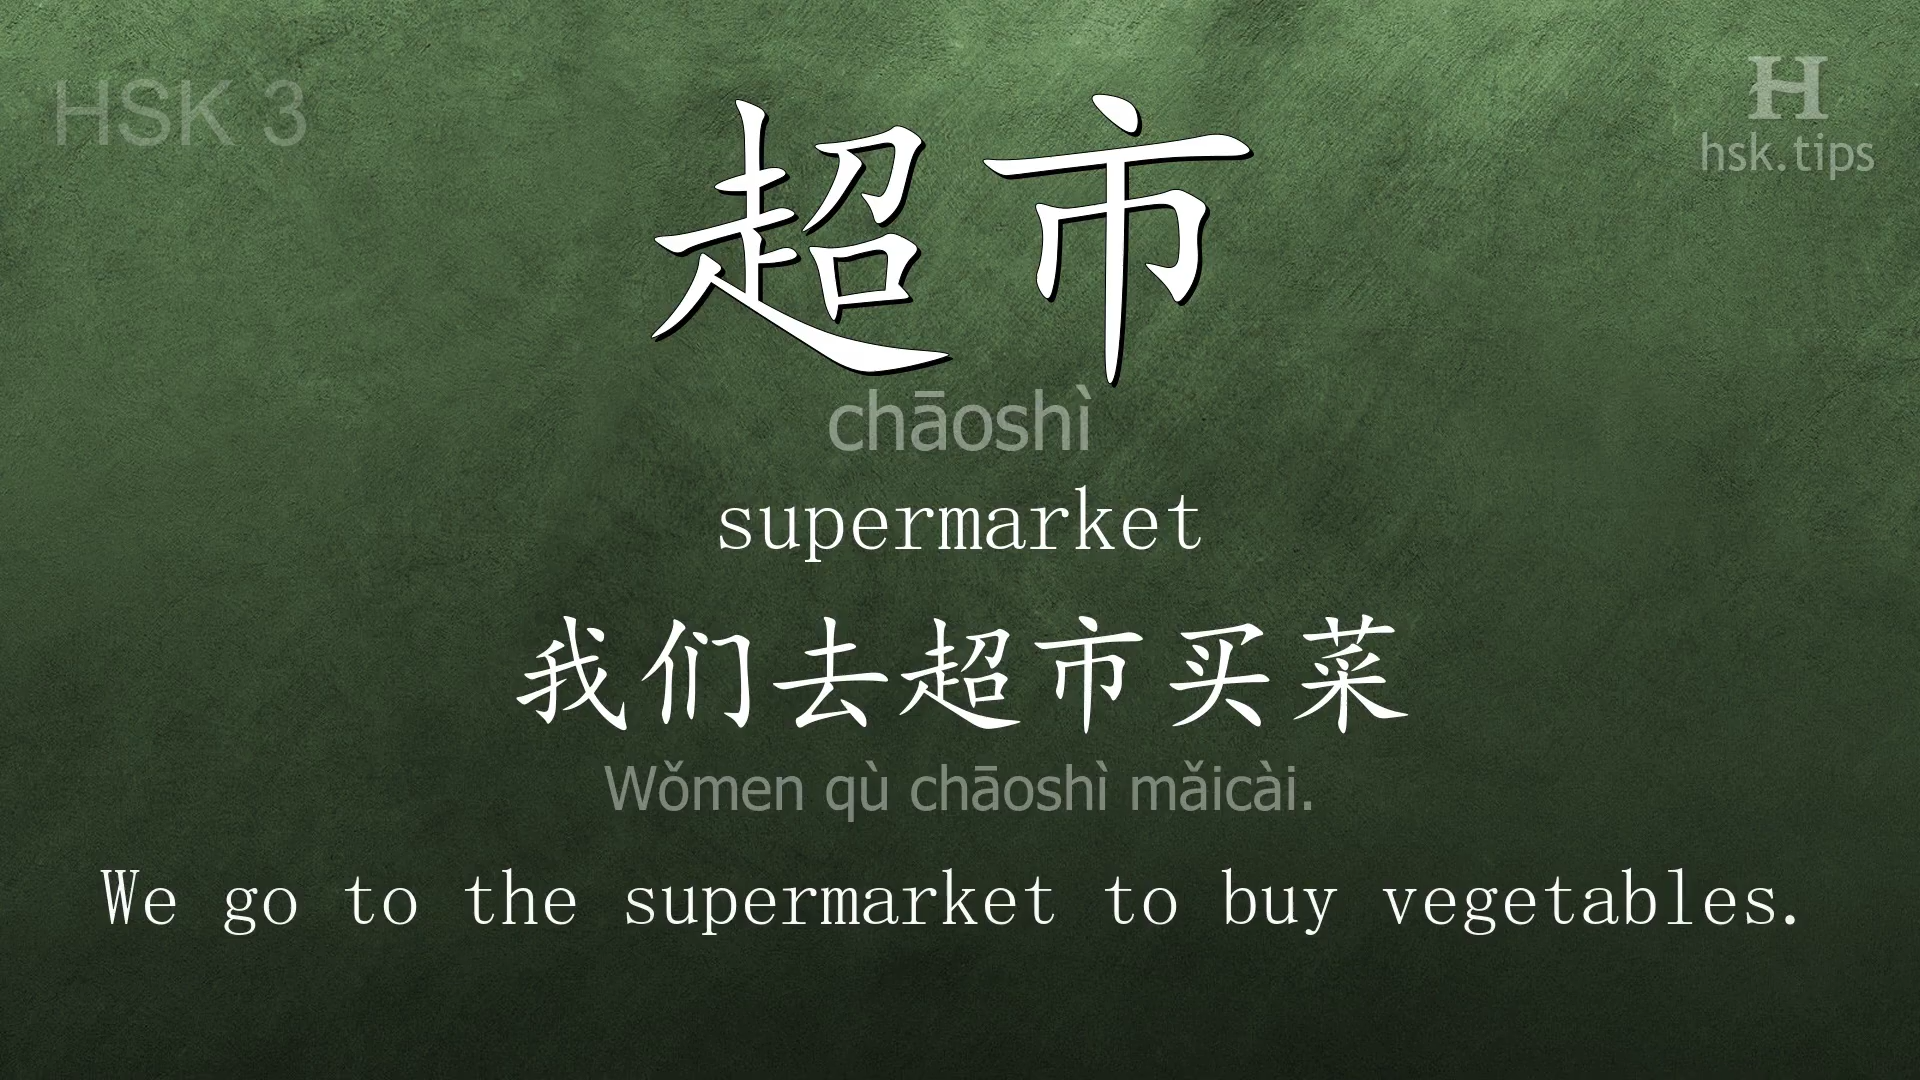 HSK 3
H
hsk.tips
超市
chāoshì
supermarket
我们去超市买菜
Wǒmen qù chāoshì mǎicài.
We go to the supermarket to buy vegetables.